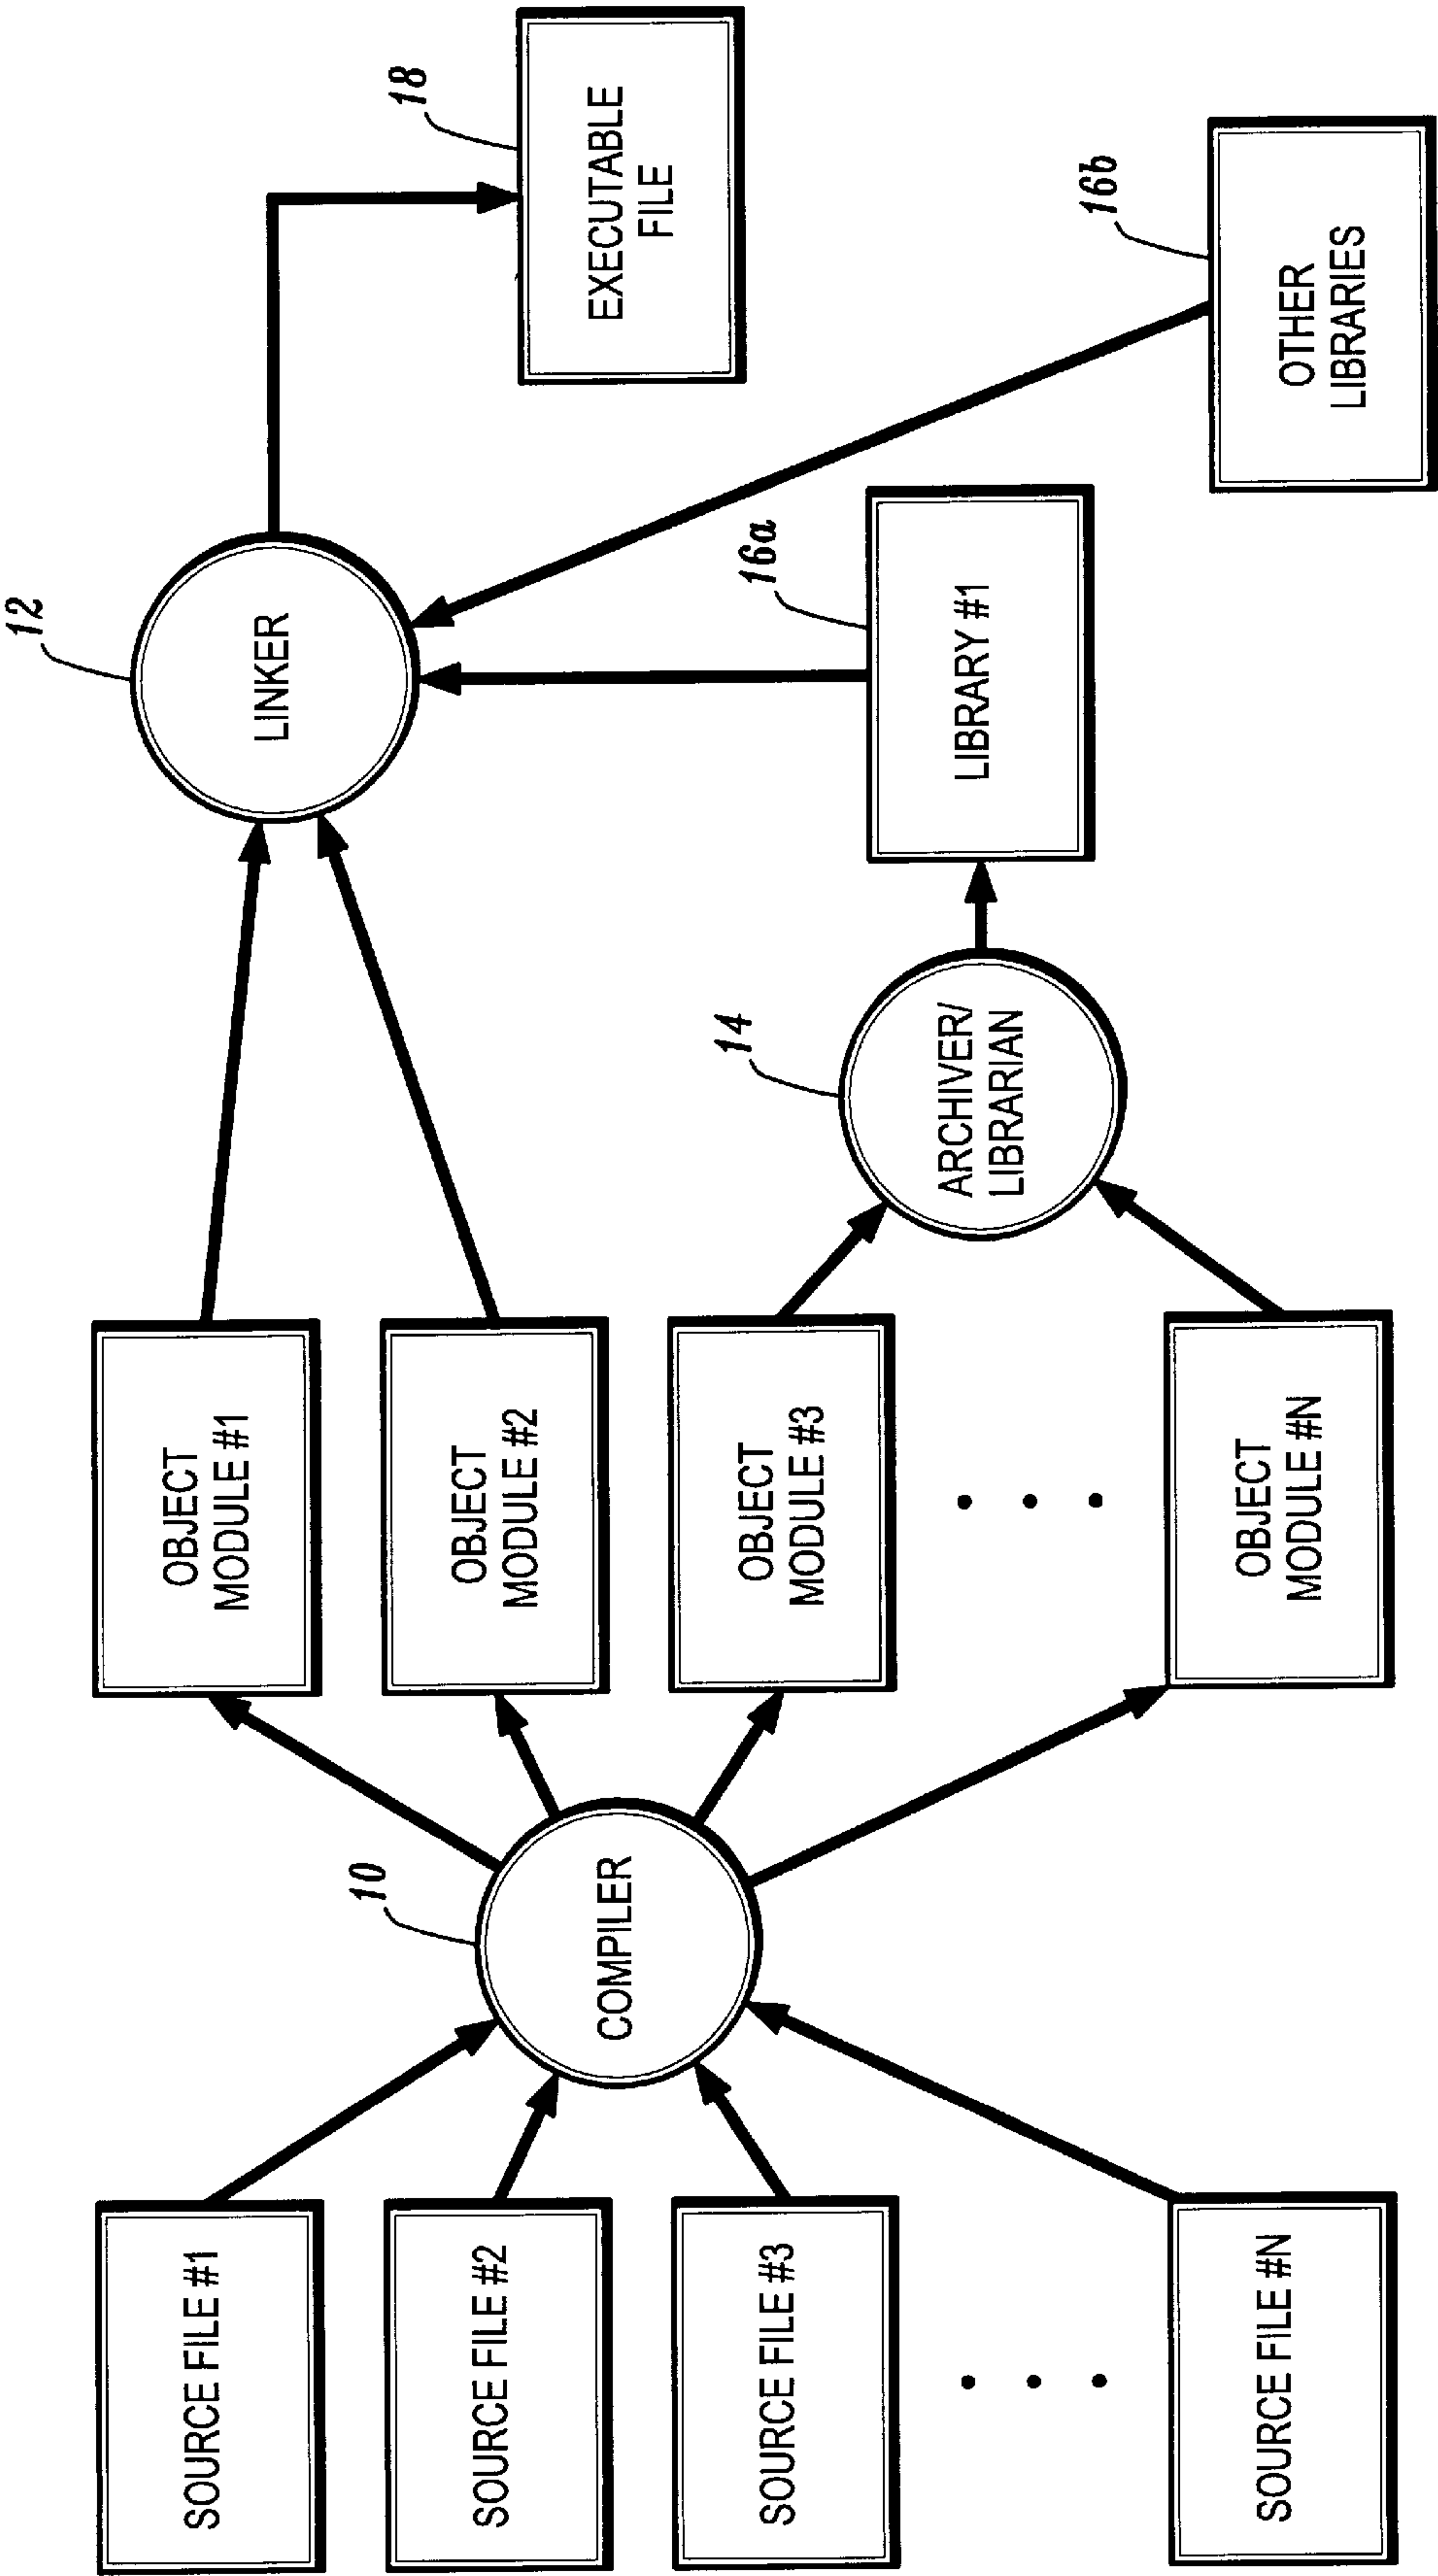 SOURCE FILE #1
SOURCE FILE #2
SOURCE FILE #3
SOURCE FILE #N
10
COMPILER
OBJECT
MODULE #1
OBJECT
MODULE #2
OBJECT
MODULE #3
OBJECT
MODULE #N
12
LINKER
14
ARCHIVER/
LIBRARIAN
16a
LIBRARY #1
18
EXECUTABLE
FILE
16b
OTHER
LIBRARIES